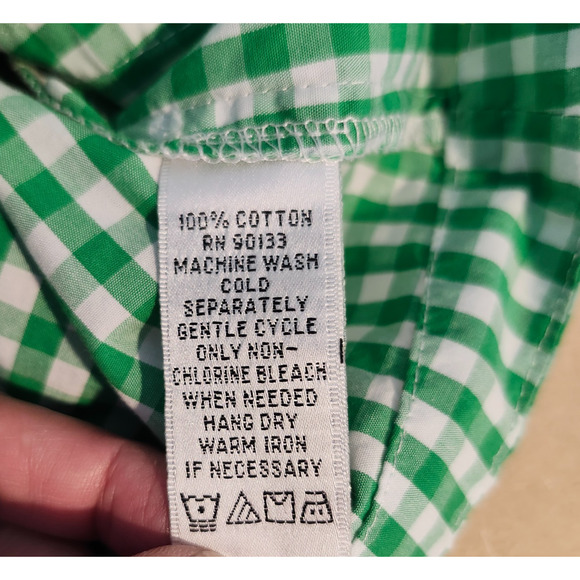 100% COTTON
RN 90133
MACHINE WASH
COLD
SEPARATELY
GENTLE CYCLE
ONLY NON-
CHLORINE BLEACH
WHEN NEEDED
HANG DRY
WARM IRON
IF NECESSARY